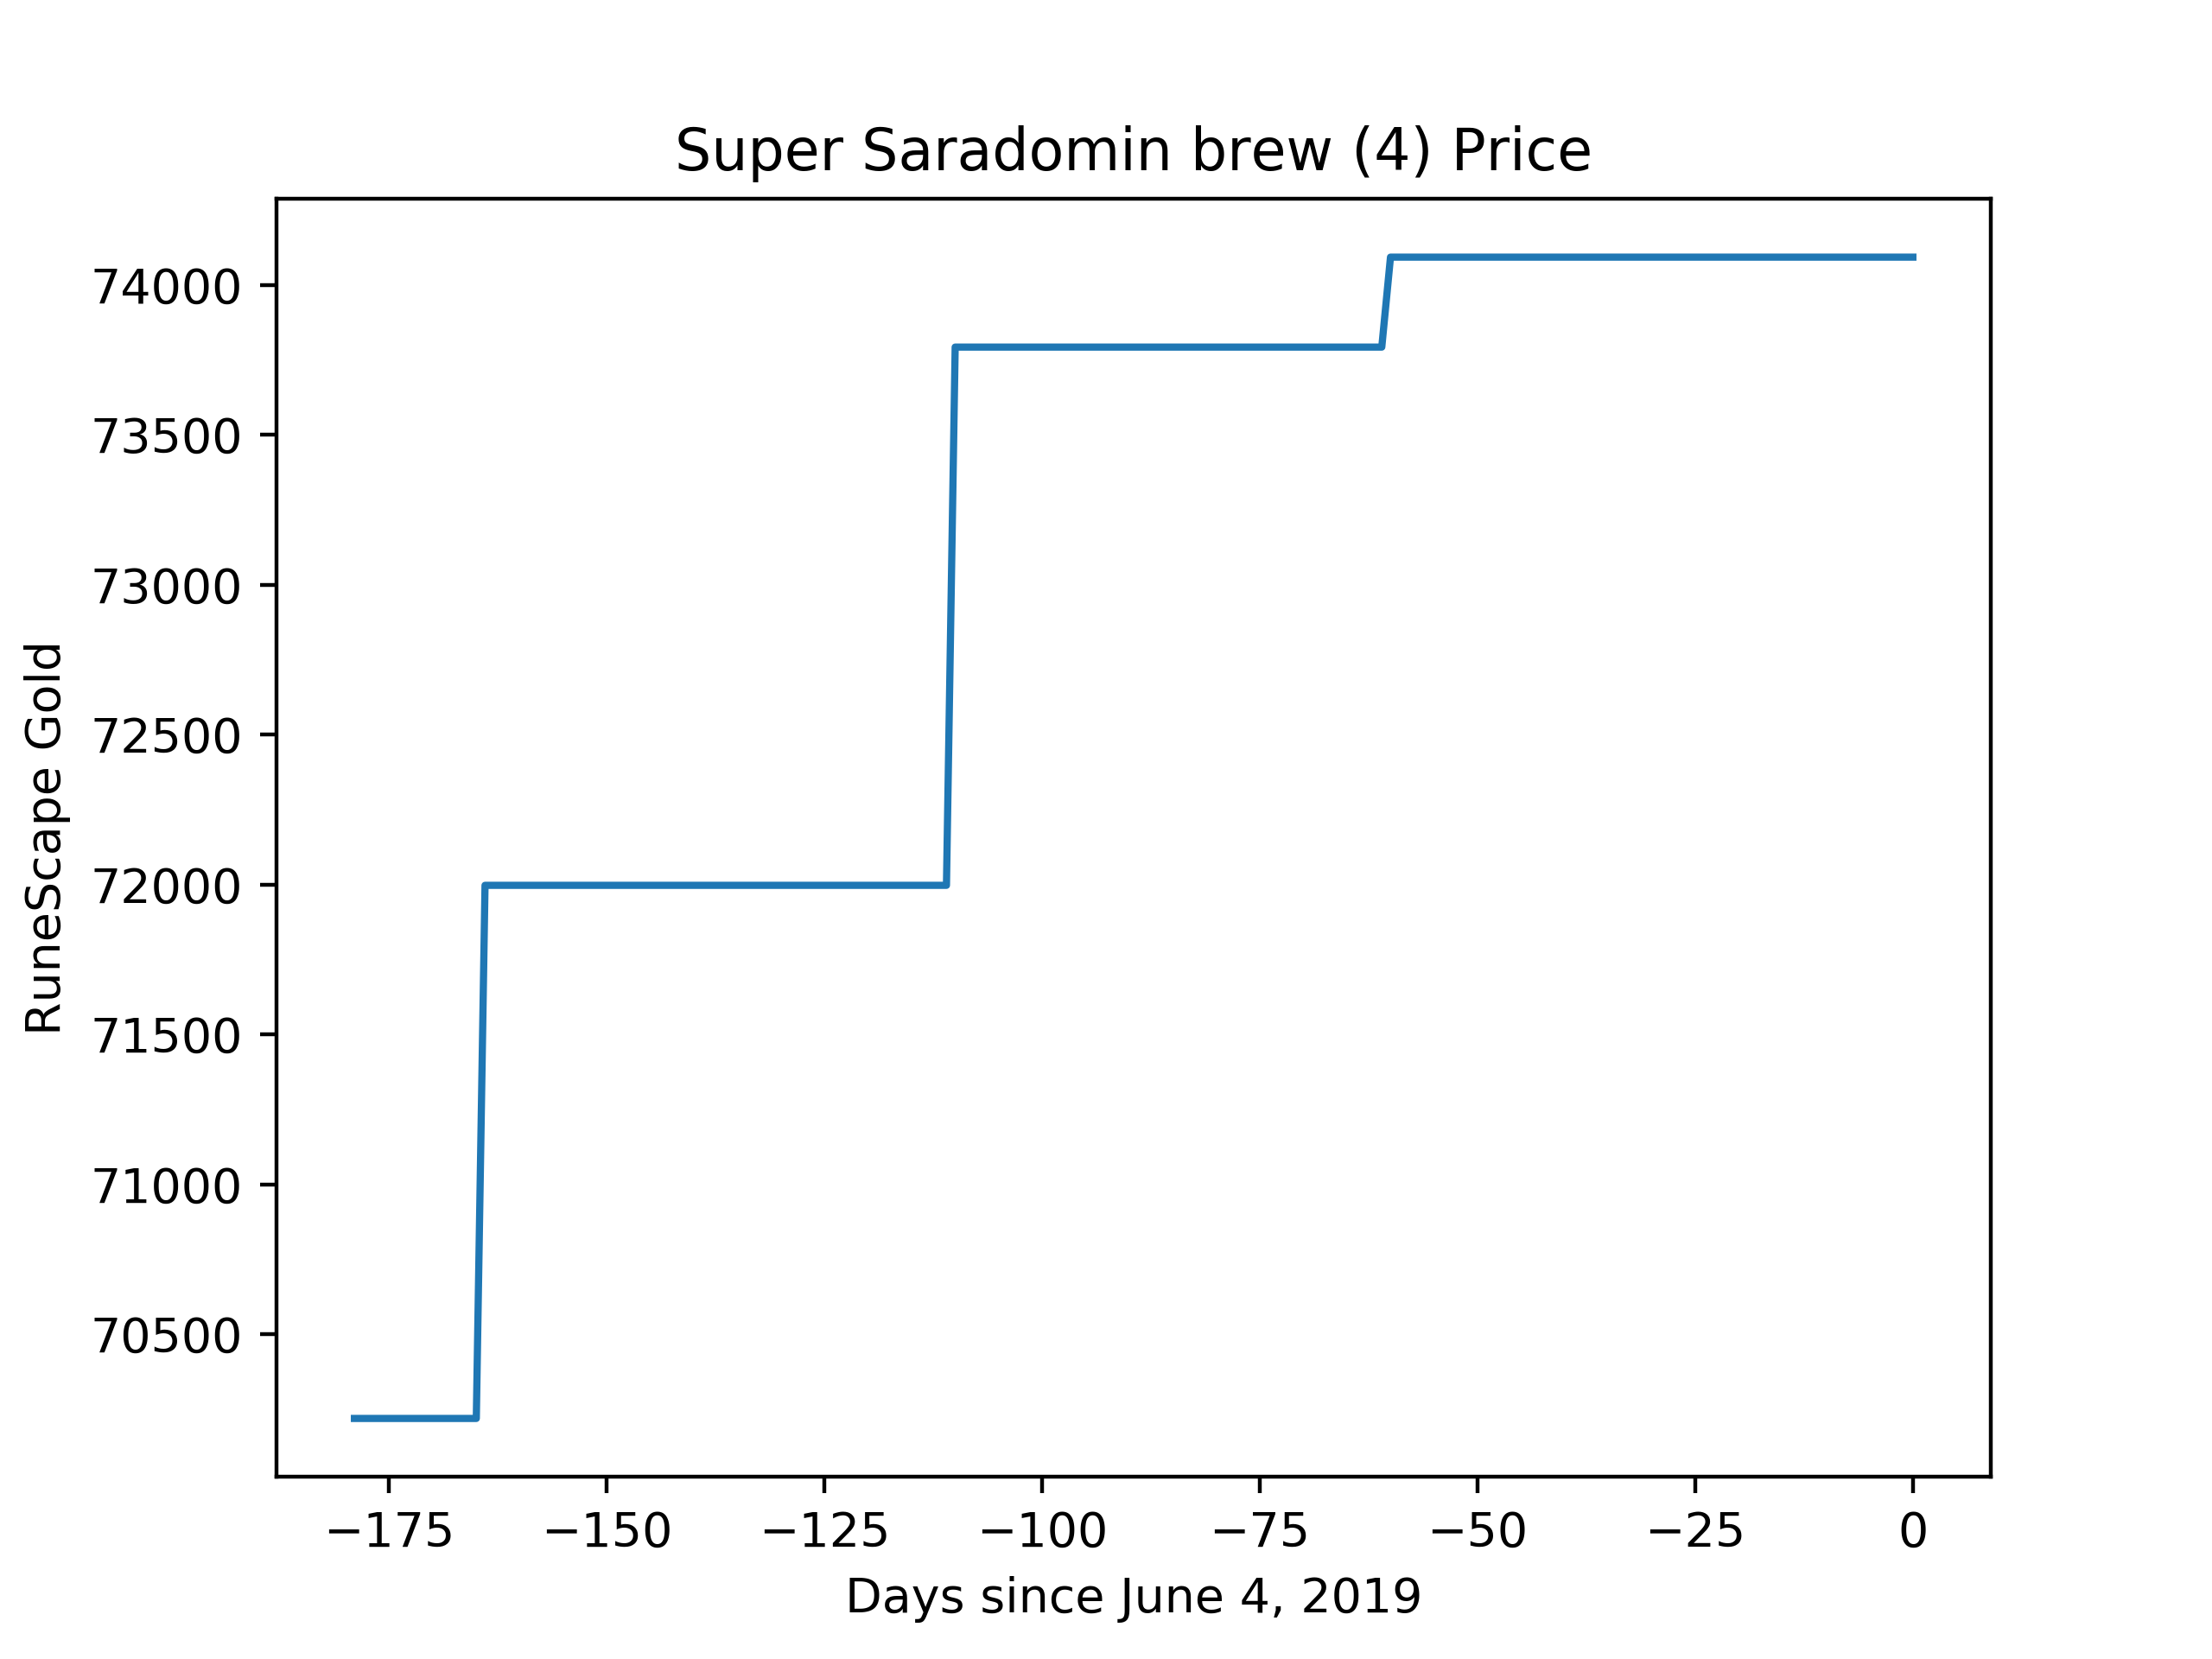 Super Saradomin brew (4) Price
RuneScape Gold
74000
73500
73000
72500
72000
71500
71000
70500
−175 −150 −125 −100 −75 −50 −25 0
Days since June 4, 2019